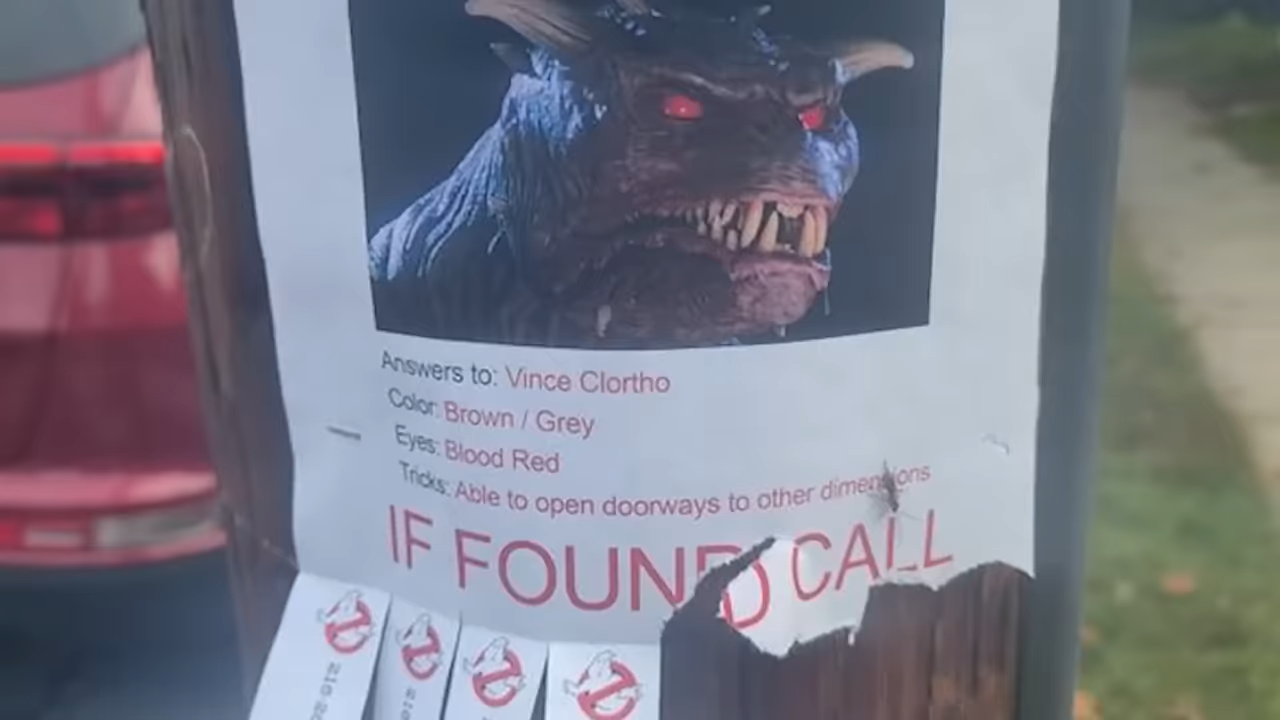 Answers to: Vince Clortho
Color: Brown / Grey
Eyes: Blood Red
Tricks: Able to open doorways to other dimensions
IF FOUND CALL